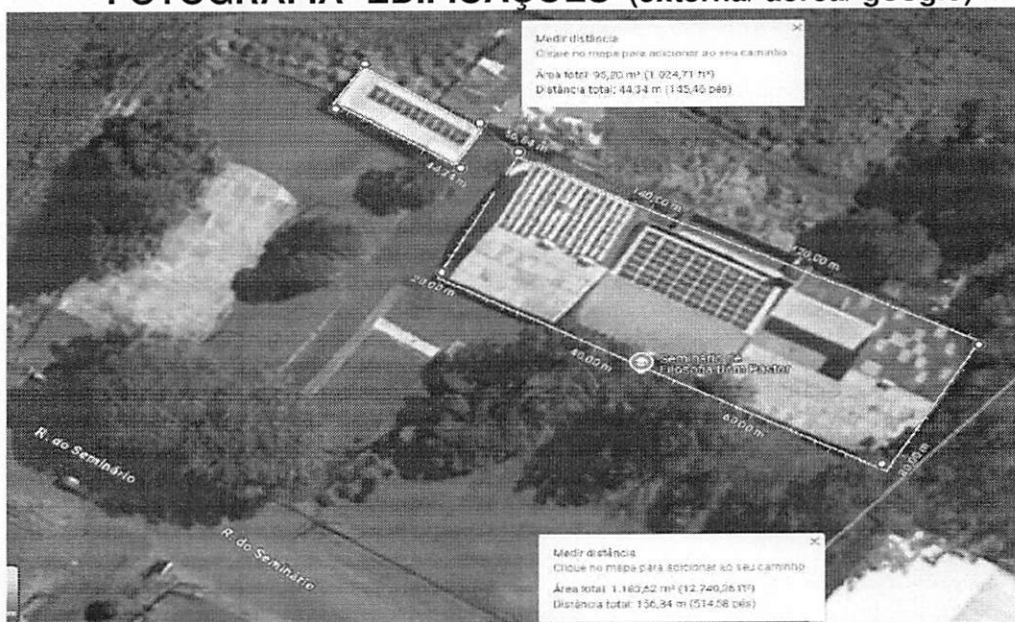 FOTOGRAFIA EDIFICAÇÕES (externa/ aérea/ google)
Medir distância
Clique no mapa para adicionar ao seu caminho
Área total: 95,20 m² (1.024,71 ft²)
Distância total: 44,34 m (145,46 pés)
140,00 m
120,00 m
20,00 m
40,00 m
60,00 m
Seminário de
Filosofia Bom Pastor
R. do Seminário
R. do Seminário
Medir distância
Clique no mapa para adicionar ao seu caminho
Área total: 1.183,62 m² (12.740,36 ft²)
Distância total: 156,84 m (514,58 pés)